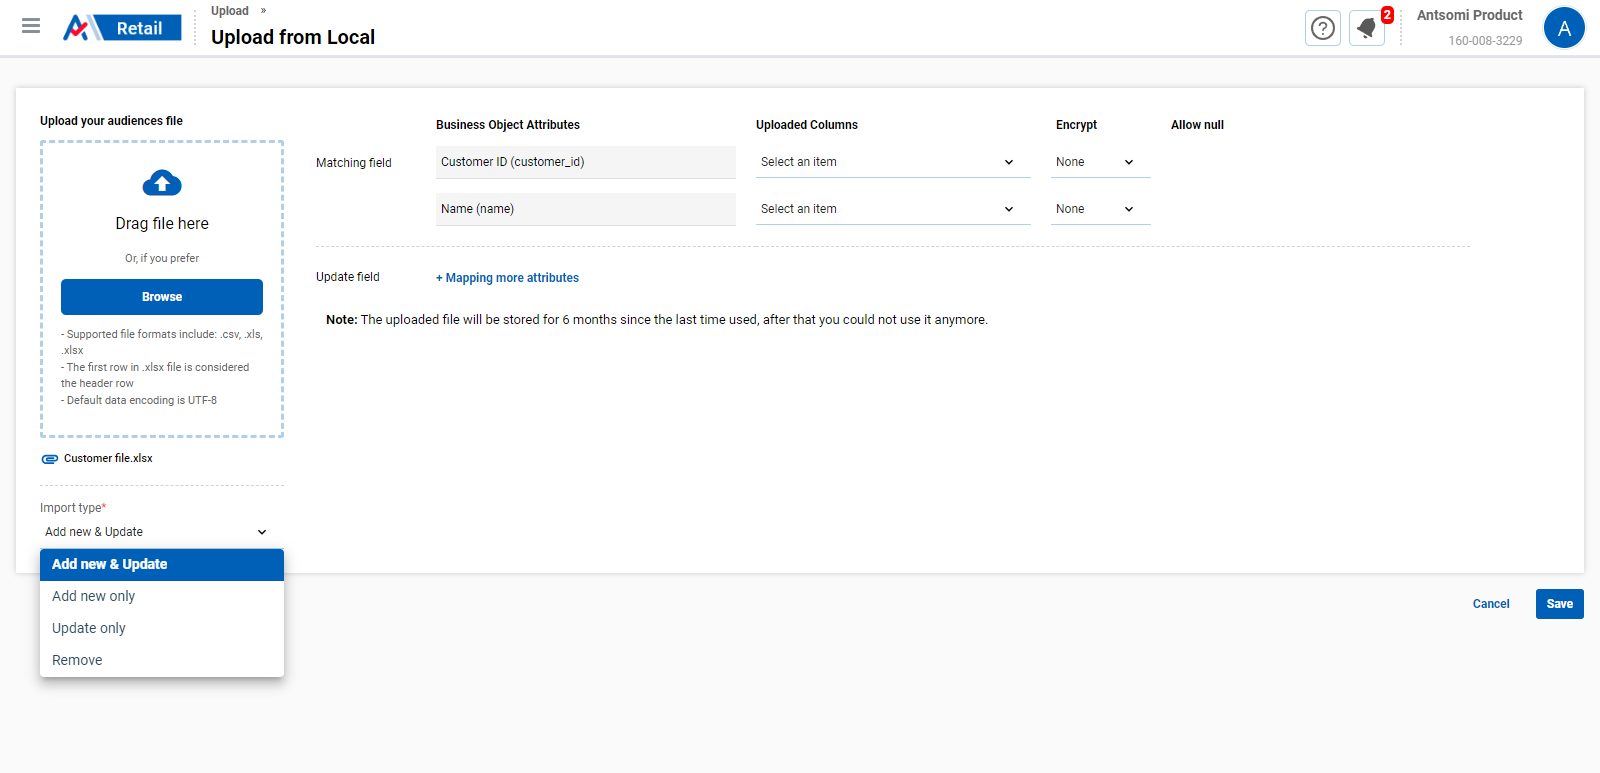 Retail
Upload »
Upload from Local
2
Antsomi Product
160-008-3229
A
Upload your audiences file
Drag file here
Or, if you prefer
Browse
- Supported file formats include: .csv, .xls,
.xlsx
- The first row in .xlsx file is considered
the header row
- Default data encoding is UTF-8
Customer file.xlsx
Import type*
Add new & Update
Add new & Update
Add new only
Update only
Remove
Business Object Attributes Uploaded Columns Encrypt Allow null
Matching field Customer ID (customer_id) Select an item None
Name (name) Select an item None
Update field + Mapping more attributes
Note: The uploaded file will be stored for 6 months since the last time used, after that you could not use it anymore.
Cancel Save